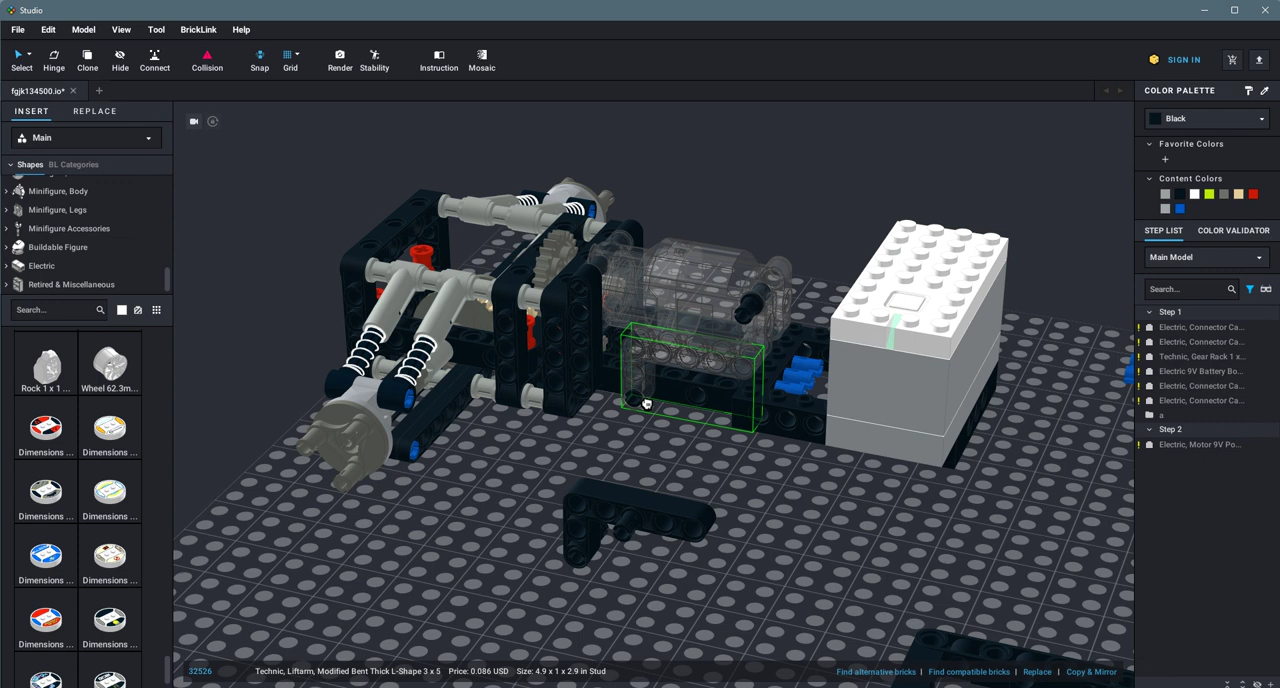 Studio
File Edit Model View Tool BrickLink Help
Select Hinge Clone Hide Connect Collision Snap Grid Render Stability Instruction Mosaic
SIGN IN
fgjk134500.io*
INSERT REPLACE
Main
Shapes BL Categories
Minifigure, Body
Minifigure, Legs
Minifigure Accessories
Buildable Figure
Electric
Retired & Miscellaneous
Search...
Rock 1 x 1 ... Wheel 62.3m...
Dimensions ... Dimensions ...
Dimensions ... Dimensions ...
Dimensions ... Dimensions ...
Dimensions ... Dimensions ...
32526 Technic, Liftarm, Modified Bent Thick L-Shape 3 x 5 Price: 0.086 USD Size: 4.9 x 1 x 2.9 in Stud
Find alternative bricks | Find compatible bricks | Replace | Copy & Mirror
COLOR PALETTE
Black
Favorite Colors
+
Content Colors
STEP LIST COLOR VALIDATOR
Main Model
Search...
Step 1
Electric, Connector Ca...
Electric, Connector Ca...
Technic, Gear Rack 1 x...
Electric 9V Battery Bo...
Electric, Connector Ca...
Electric, Connector Ca...
a
Step 2
Electric, Motor 9V Po...